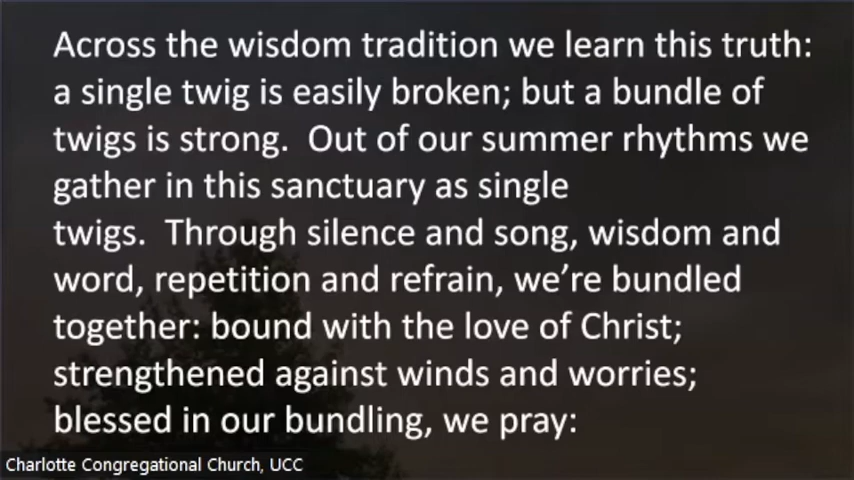 Across the wisdom tradition we learn this truth:
a single twig is easily broken; but a bundle of
twigs is strong.  Out of our summer rhythms we
gather in this sanctuary as single
twigs.  Through silence and song, wisdom and
word, repetition and refrain, we’re bundled
together: bound with the love of Christ;
strengthened against winds and worries;
blessed in our bundling, we pray:
Charlotte Congregational Church, UCC